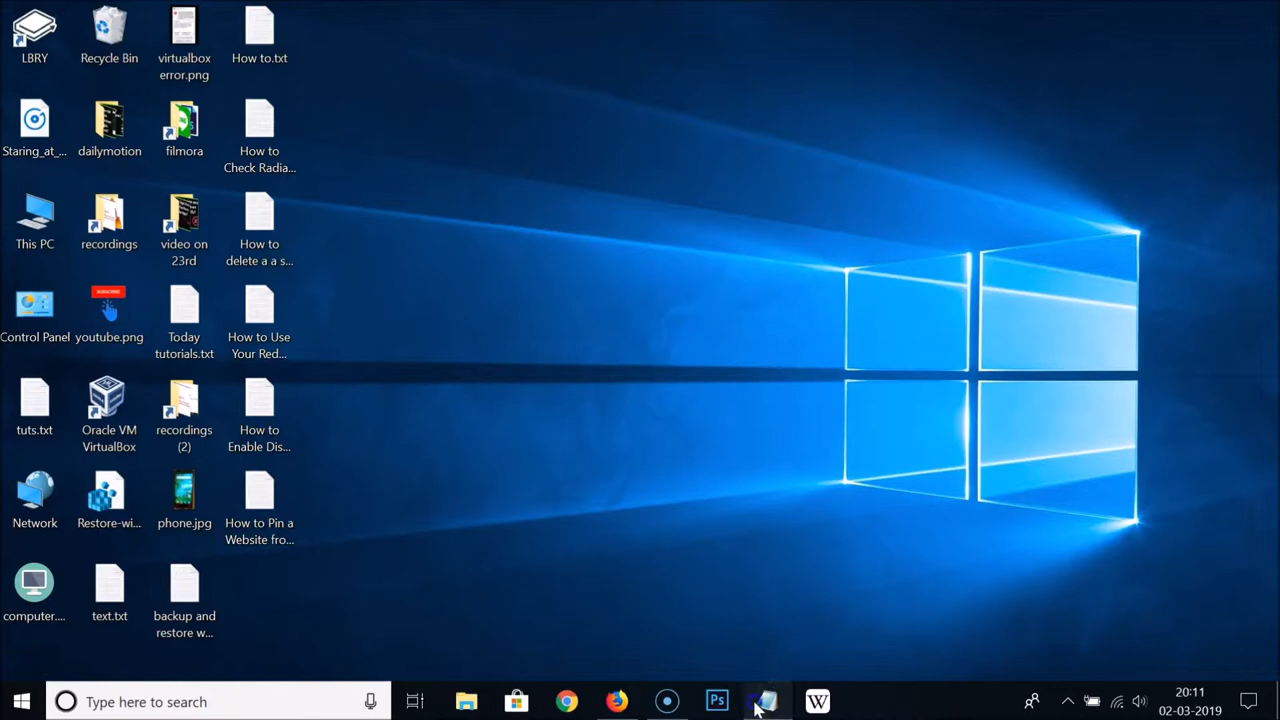 LBRY
Recycle Bin
virtualbox
error.png
How to.txt
Staring_at_...
dailymotion
filmora
How to
Check Radia...
This PC
recordings
video on
23rd
How to
delete a a s...
Control Panel
SUBSCRIBE
youtube.png
Today
tutorials.txt
How to Use
Your Red...
tuts.txt
Oracle VM
VirtualBox
recordings
(2)
How to
Enable Dis...
Network
Restore-wi...
phone.jpg
How to Pin a
Website fro...
computer....
text.txt
backup and
restore w...
Type here to search
Ps
W
20:11
02-03-2019